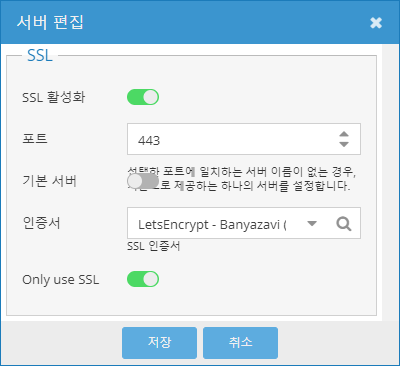 서버 편집
SSL
SSL 활성화
포트
443
선택한 포트에 일치하는 서버 이름이 없는 경우,
기본 서버
로 제공하는 하나의 서버를 설정합니다.
인증서
LetsEncrypt - Banyazavi (
SSL 인증서
Only use SSL
저장
취소